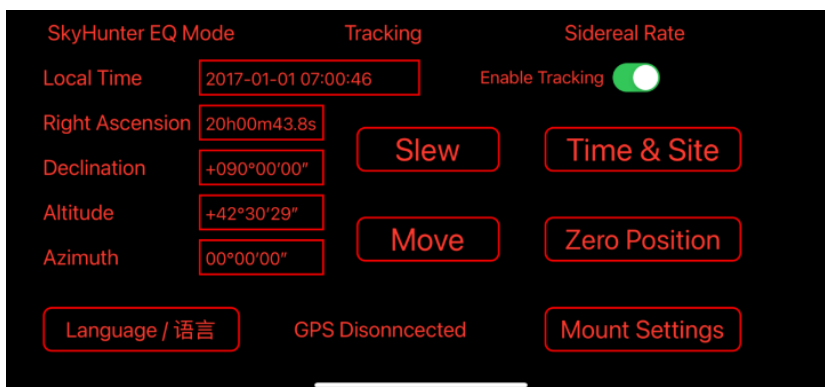 SkyHunter EQ Mode Tracking Sidereal Rate
Local Time 2017-01-01 07:00:46 Enable Tracking
Right Ascension 20h00m43.8s
Slew Time & Site
Declination +090°00′00″
Altitude +42°30′29″
Move Zero Position
Azimuth 00°00′00″
Language / 语言 GPS Disonncected Mount Settings